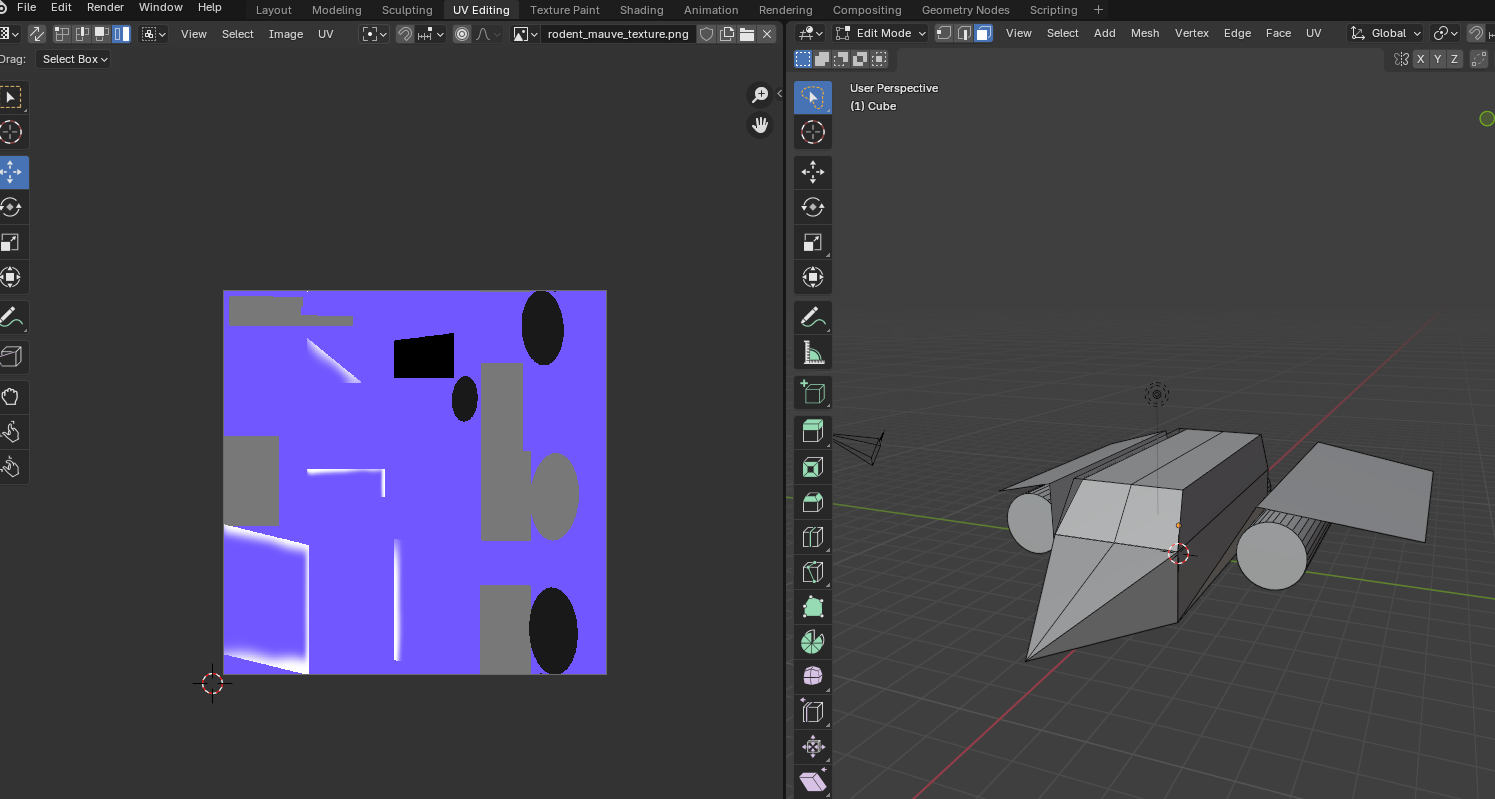 File Edit Render Window Help Layout Modeling Sculpting UV Editing Texture Paint Shading Animation Rendering Compositing Geometry Nodes Scripting +
View Select Image UV rodent_mauve_texture.png
Drag: Select Box
Edit Mode View Select Add Mesh Vertex Edge Face UV Global
X Y Z
User Perspective
(1) Cube